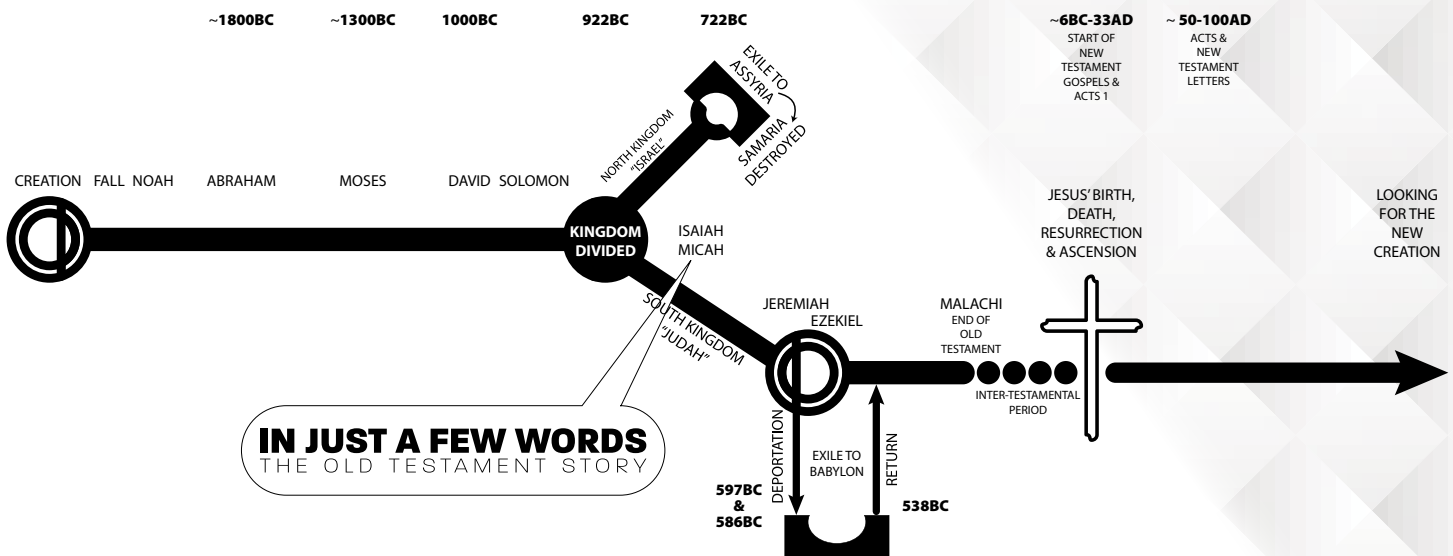 ~1800BC
~1300BC
1000BC
922BC
722BC
~6BC-33AD
START OF
NEW
TESTAMENT
GOSPELS &
ACTS 1
~ 50-100AD
ACTS &
NEW
TESTAMENT
LETTERS
EXILE TO
ASSYRIA
SAMARIA
DESTROYED
NORTH KINGDOM
"ISRAEL"
CREATION
FALL
NOAH
ABRAHAM
MOSES
DAVID
SOLOMON
KINGDOM
DIVIDED
ISAIAH
MICAH
SOUTH KINGDOM
"JUDAH"
JEREMIAH
EZEKIEL
MALACHI
END OF
OLD
TESTAMENT
INTER-TESTAMENTAL
PERIOD
JESUS' BIRTH,
DEATH,
RESURRECTION
& ASCENSION
LOOKING
FOR THE
NEW
CREATION
IN JUST A FEW WORDS
THE OLD TESTAMENT STORY
DEPORTATION
EXILE TO
BABYLON
RETURN
597BC
&
586BC
538BC